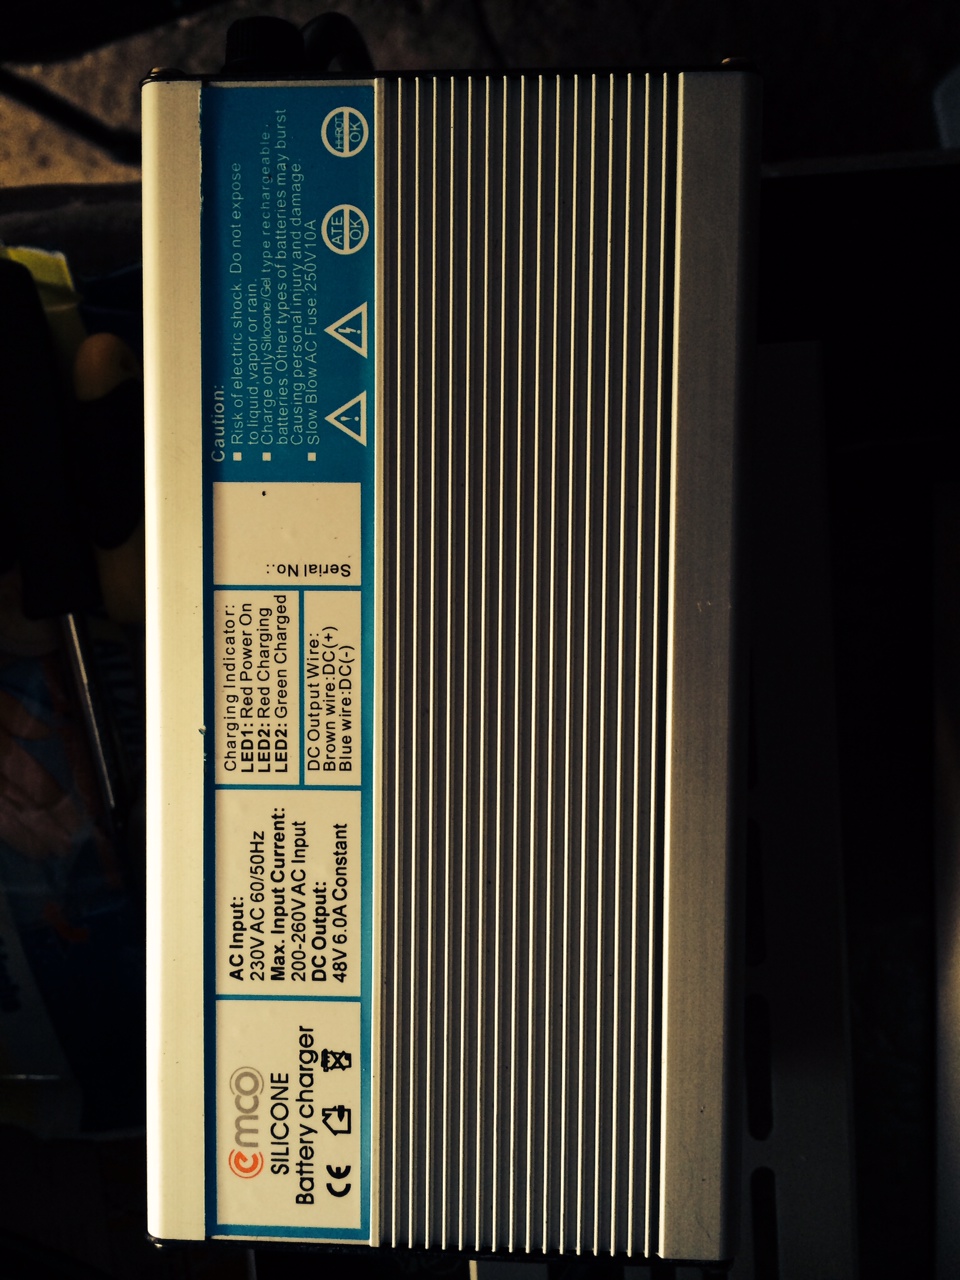 emco
SILICONE
Battery charger
CE
AC Input:
230V AC 60/50Hz
Max. Input Current:
200-260V AC Input
DC Output:
48V 6.0A Constant
Charging Indicator:
LED1: Red Power On
LED2: Red Charging
LED2: Green Charged
DC Output Wire:
Brown wire:DC(+)
Blue wire:DC(-)
Serial No.:
Caution:
■ Risk of electric shock. Do not expose
to liquid,vapor or rain.
■ Charge only Silocone/Gel type rechargeable.
batteries.Other types of batteries may burst
Causing personal injury and damage.
■ Slow Blow AC Fuse:250V10A
ATE
OK
OK